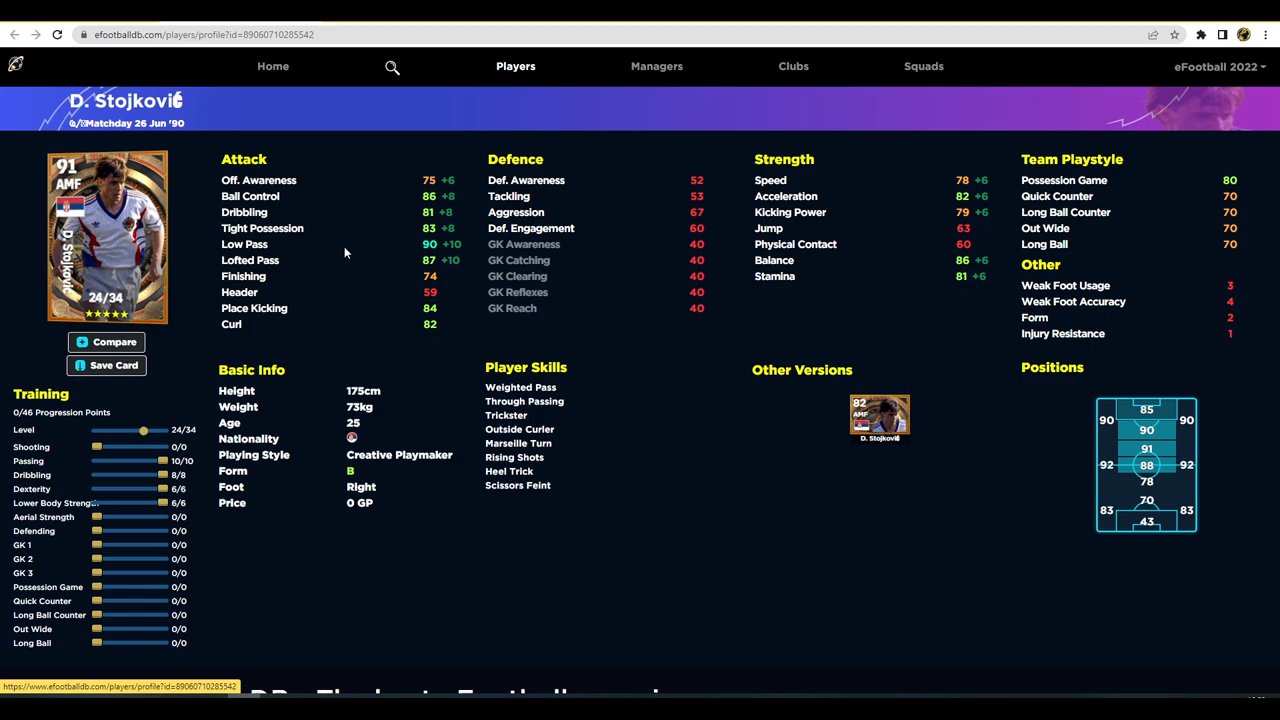 efootballdb.com/players/profile?id=89060710285542
Home
Players
Managers
Clubs
Squads
eFootball 2022
D. Stojković
Matchday 26 Jun '90
91
AMF
D. Stojković
24/34
★★★★★
Compare
Save Card
Training
0/46 Progression Points
Level 24/34
Shooting 0/0
Passing 10/10
Dribbling 8/8
Dexterity 6/6
Lower Body Strength 6/6
Aerial Strength 0/0
Defending 0/0
GK 1 0/0
GK 2 0/0
GK 3 0/0
Possession Game 0/0
Quick Counter 0/0
Long Ball Counter 0/0
Out Wide 0/0
Long Ball 0/0
Attack
Off. Awareness 75 +6
Ball Control 86 +8
Dribbling 81 +8
Tight Possession 83 +8
Low Pass 90 +10
Lofted Pass 87 +10
Finishing 74
Header 59
Place Kicking 84
Curl 82
Defence
Def. Awareness 52
Tackling 53
Aggression 67
Def. Engagement 60
GK Awareness 40
GK Catching 40
GK Clearing 40
GK Reflexes 40
GK Reach 40
Strength
Speed 78 +6
Acceleration 82 +6
Kicking Power 79 +6
Jump 63
Physical Contact 60
Balance 86 +6
Stamina 81 +6
Team Playstyle
Possession Game 80
Quick Counter 70
Long Ball Counter 70
Out Wide 70
Long Ball 70
Other
Weak Foot Usage 3
Weak Foot Accuracy 4
Form 2
Injury Resistance 1
Basic Info
Height 175cm
Weight 73kg
Age 25
Nationality
Playing Style Creative Playmaker
Form B
Foot Right
Price 0 GP
Player Skills
Weighted Pass
Through Passing
Trickster
Outside Curler
Marseille Turn
Rising Shots
Heel Trick
Scissors Feint
Other Versions
82
D. Stojković
Positions
85
90 90 90
91
92 88 92
78
70
83 83
43
https://www.efootballdb.com/players/profile?id=89060710285542